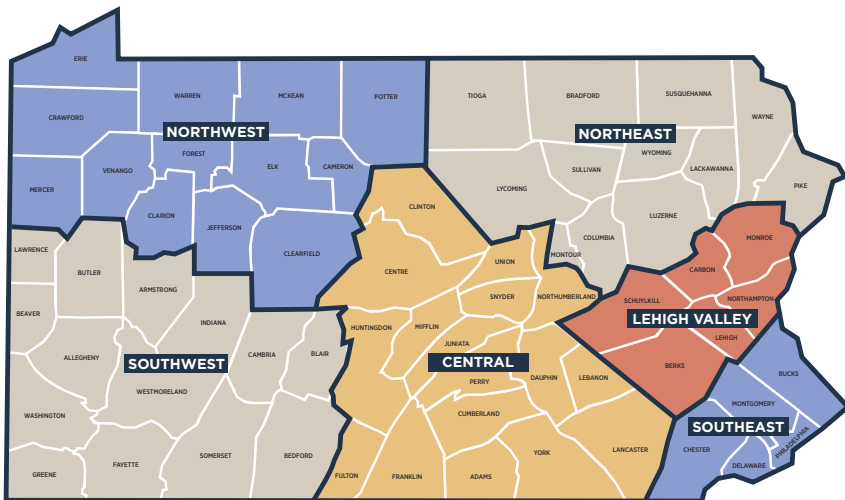 ERIE
WARREN
MCKEAN
POTTER
CRAWFORD
NORTHWEST
FOREST
ELK
CAMERON
VENANGO
MERCER
CLARION
JEFFERSON
CLEARFIELD
TIOGA
BRADFORD
SUSQUEHANNA
WAYNE
NORTHEAST
WYOMING
SULLIVAN
LACKAWANNA
LYCOMING
PIKE
LUZERNE
COLUMBIA
MONTOUR
LAWRENCE
BUTLER
ARMSTRONG
BEAVER
INDIANA
ALLEGHENY
SOUTHWEST
CAMBRIA
BLAIR
WESTMORELAND
WASHINGTON
SOMERSET
BEDFORD
FAYETTE
GREENE
CLINTON
UNION
CENTRE
SNYDER
NORTHUMBERLAND
HUNTINGDON
MIFFLIN
JUNIATA
CENTRAL
PERRY
DAUPHIN
LEBANON
CUMBERLAND
YORK
LANCASTER
FULTON
FRANKLIN
ADAMS
MONROE
CARBON
SCHUYLKILL
NORTHAMPTON
LEHIGH VALLEY
LEHIGH
BERKS
BUCKS
MONTGOMERY
SOUTHEAST
PHILADELPHIA
CHESTER
DELAWARE